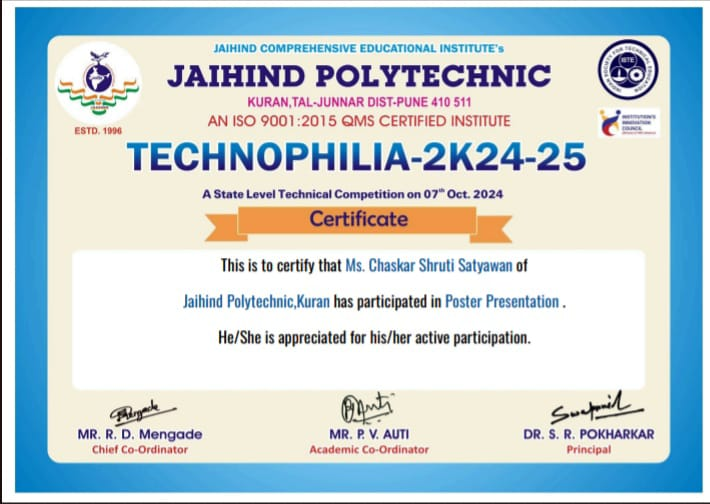 JAIHIND COMPREHENSIVE EDUCATIONAL INSTITUTE's
JAIHIND POLYTECHNIC
KURAN,TAL-JUNNAR DIST-PUNE 410 511
AN ISO 9001:2015 QMS CERTIFIED INSTITUTE
ESTD. 1996
ISTE
INSTITUTION'S
INNOVATION
COUNCIL
TECHNOPHILIA-2K24-25
A State Level Technical Competition on 07th Oct. 2024
Certificate
This is to certify that Ms. Chaskar Shruti Satyawan of
Jaihind Polytechnic,Kuran has participated in Poster Presentation .
He/She is appreciated for his/her active participation.
MR. R. D. Mengade
Chief Co-Ordinator
MR. P. V. AUTI
Academic Co-Ordinator
DR. S. R. POKHARKAR
Principal